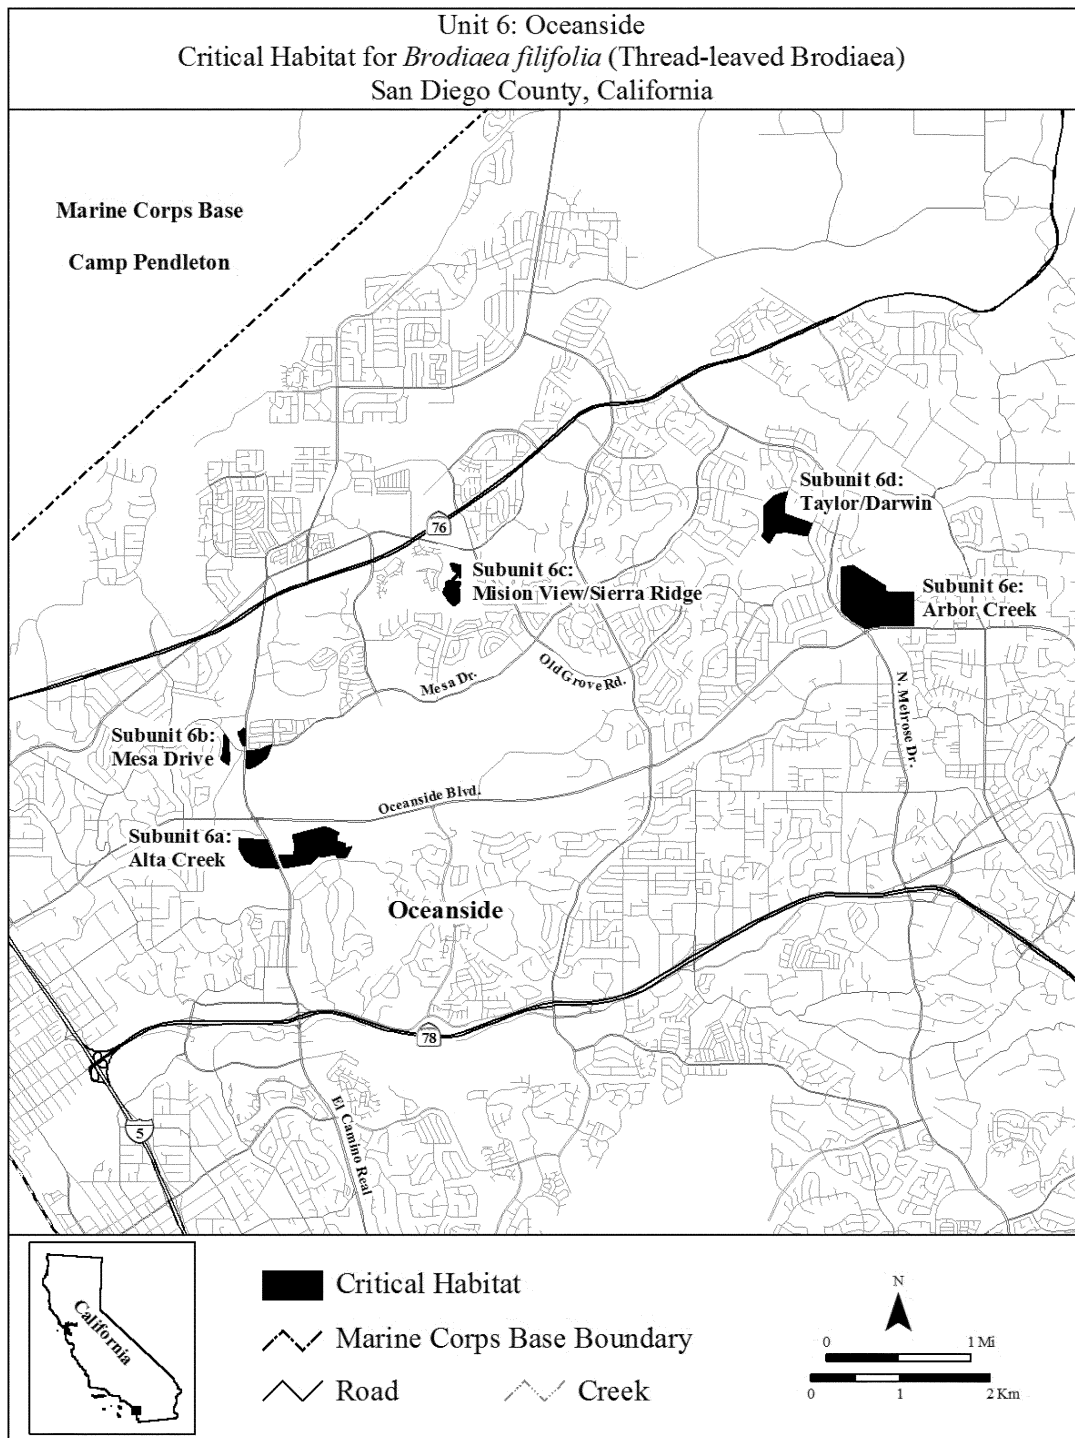 Unit 6: Oceanside
Critical Habitat for Brodiaea filifolia (Thread-leaved Brodiaea)
San Diego County, California
Marine Corps Base
Camp Pendleton
Subunit 6d:
Taylor/Darwin
76
Subunit 6c:
Mision View/Sierra Ridge
Subunit 6e:
Arbor Creek
Mesa Dr.
Old Grove Rd.
N. Melrose Dr.
Subunit 6b:
Mesa Drive
Oceanside Blvd.
Subunit 6a:
Alta Creek
Oceanside
78
5
El Camino Real
California
Critical Habitat
Marine Corps Base Boundary
Road
Creek
N
0 1 Mi
0 1 2 Km